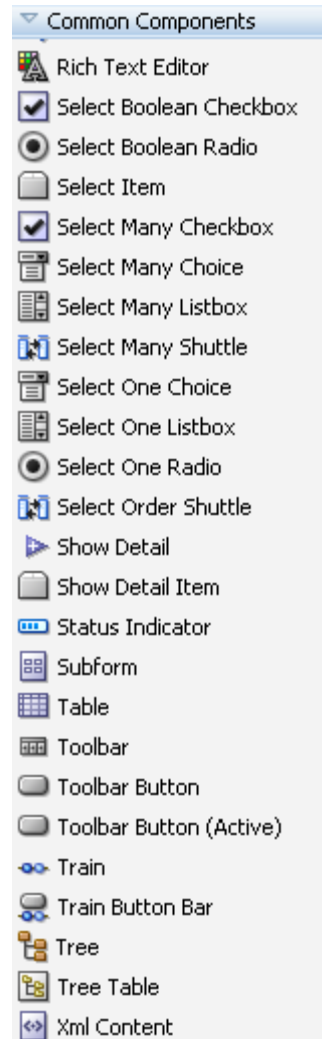 Common Components
Rich Text Editor
Select Boolean Checkbox
Select Boolean Radio
Select Item
Select Many Checkbox
Select Many Choice
Select Many Listbox
Select Many Shuttle
Select One Choice
Select One Listbox
Select One Radio
Select Order Shuttle
Show Detail
Show Detail Item
Status Indicator
Subform
Table
Toolbar
Toolbar Button
Toolbar Button (Active)
Train
Train Button Bar
Tree
Tree Table
Xml Content